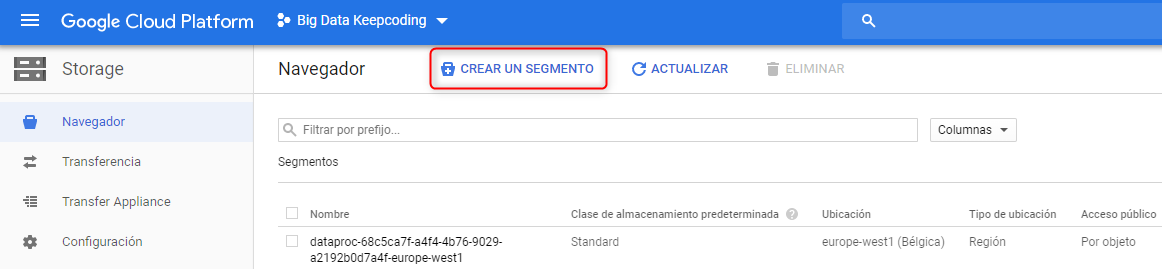 Google Cloud Platform Big Data Keepcoding
Storage Navegador CREAR UN SEGMENTO ACTUALIZAR ELIMINAR
Navegador
Transferencia
Transfer Appliance
Configuración
Filtrar por prefijo... Columnas
Segmentos
Nombre Clase de almacenamiento predeterminada ? Ubicación Tipo de ubicación Acceso público
dataproc-68c5ca7f-a4f4-4b76-9029- Standard europe-west1 (Bélgica) Región Por objeto
a2192b0d7a4f-europe-west1